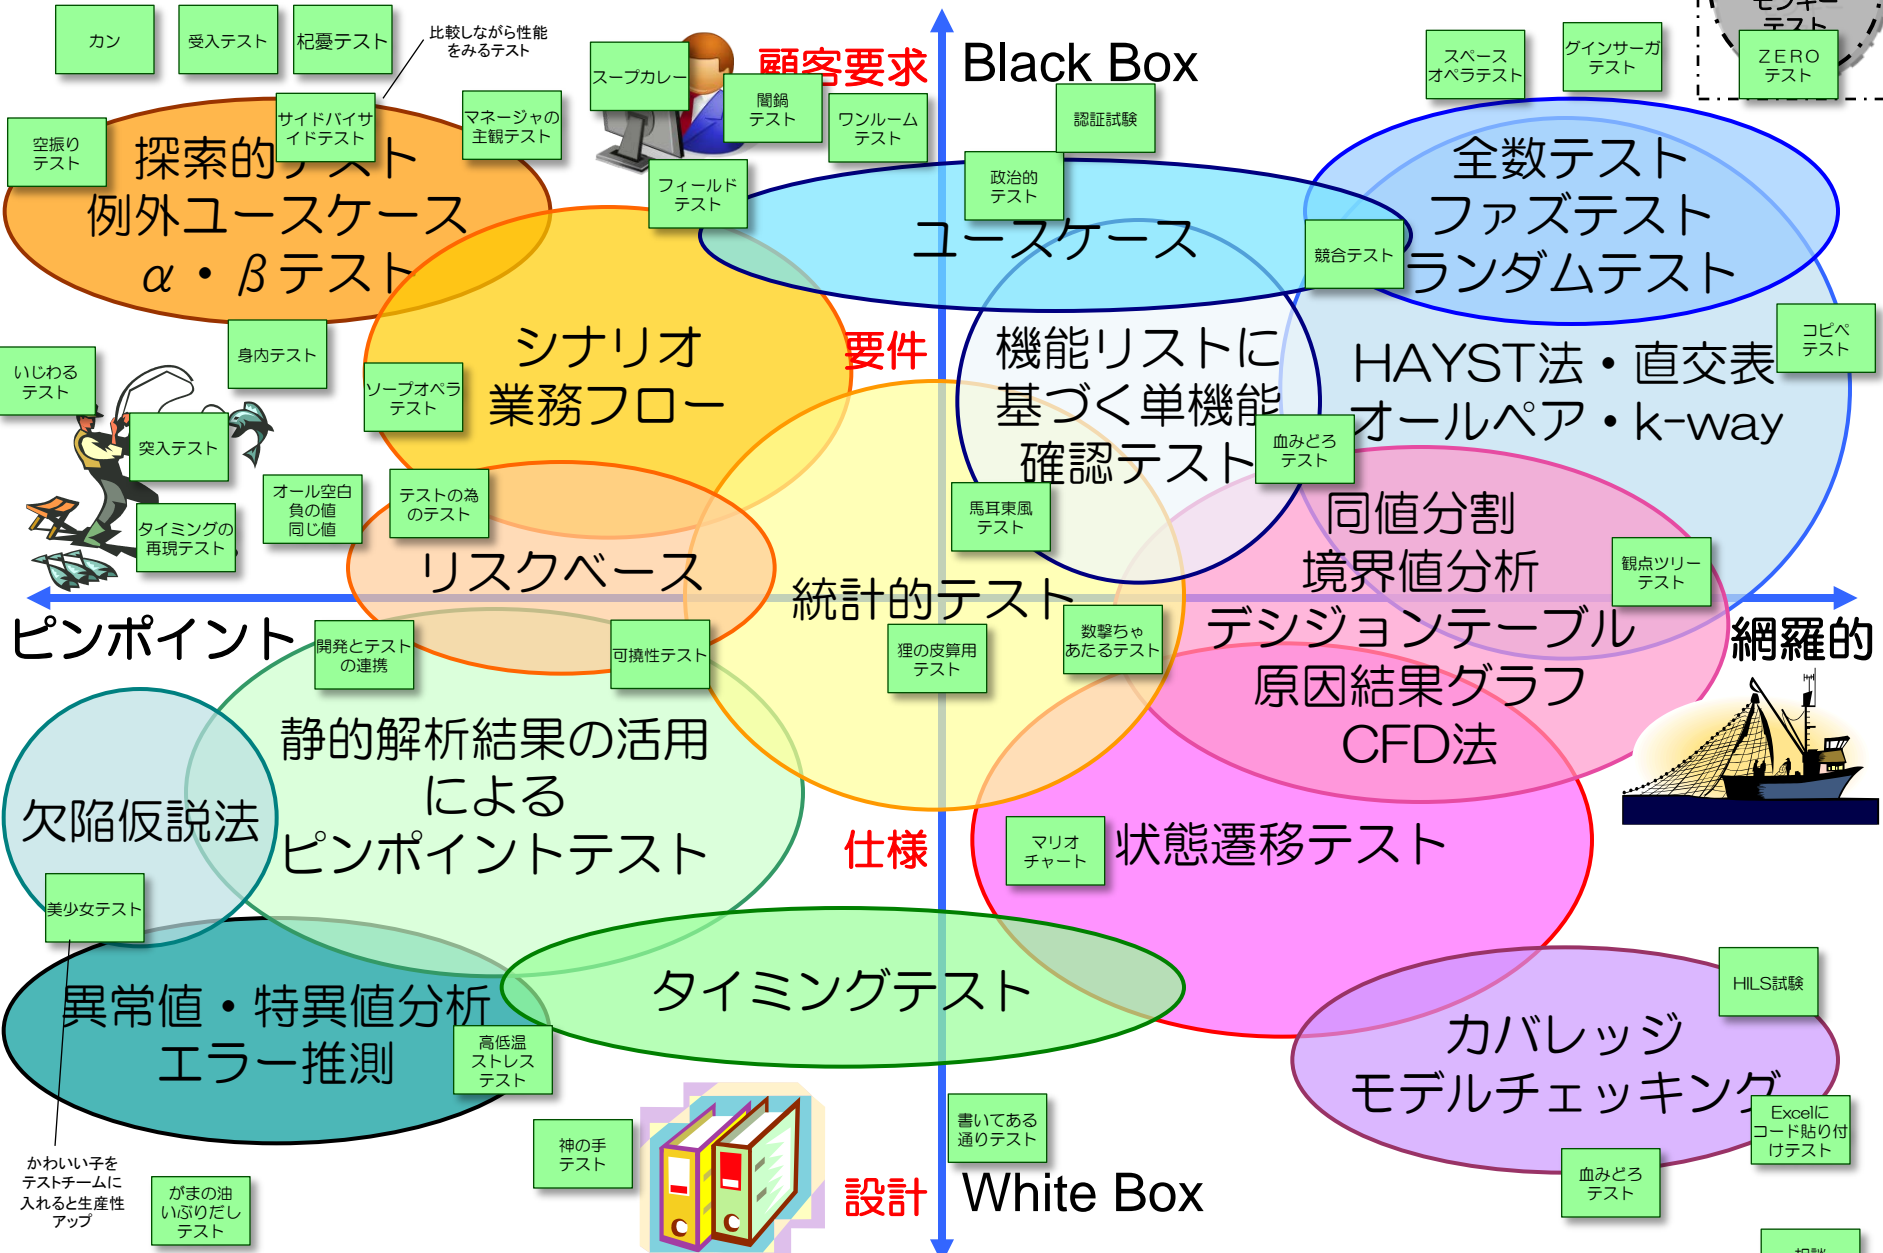 カン
受入テスト
杞憂テスト
比較しながら性能
をみるテスト
スープカレー
顧客要求
Black Box
闇鍋
テスト
ワンルーム
テスト
認証試験
スペース
オペラテスト
グインサーガ
テスト
モンキー
テスト
ZERO
テスト
空振り
テスト
サイドバイサ
イドテスト
マネージャの
主観テスト
探索的テスト
例外ユースケース
α・βテスト
フィールド
テスト
政治的
テスト
ユースケース
競合テスト
全数テスト
ファズテスト
ランダムテスト
いじわる
テスト
身内テスト
ソープオペラ
テスト
シナリオ
業務フロー
要件
機能リストに
基づく単機能
確認テスト
血みどろ
テスト
HAYST法・直交表
オールペア・k-way
コピペ
テスト
突入テスト
タイミングの
再現テスト
オール空白
負の値
同じ値
テストの為
のテスト
リスクベース
馬耳東風
テスト
統計的テスト
同値分割
境界値分析
デシジョンテーブル
原因結果グラフ
CFD法
観点ツリー
テスト
ピンポイント
網羅的
開発とテスト
の連携
可撓性テスト
狸の皮算用
テスト
数撃ちゃ
あたるテスト
欠陥仮説法
静的解析結果の活用
による
ピンポイントテスト
仕様
マリオ
チャート
状態遷移テスト
美少女テスト
異常値・特異値分析
エラー推測
高低温
ストレス
テスト
タイミングテスト
カバレッジ
モデルチェッキング
HILS試験
Excelに
コード貼り付
けテスト
血みどろ
テスト
かわいい子を
テストチームに
入れると生産性
アップ
がまの油
いぶりだし
テスト
神の手
テスト
書いてある
通りテスト
設計
White Box